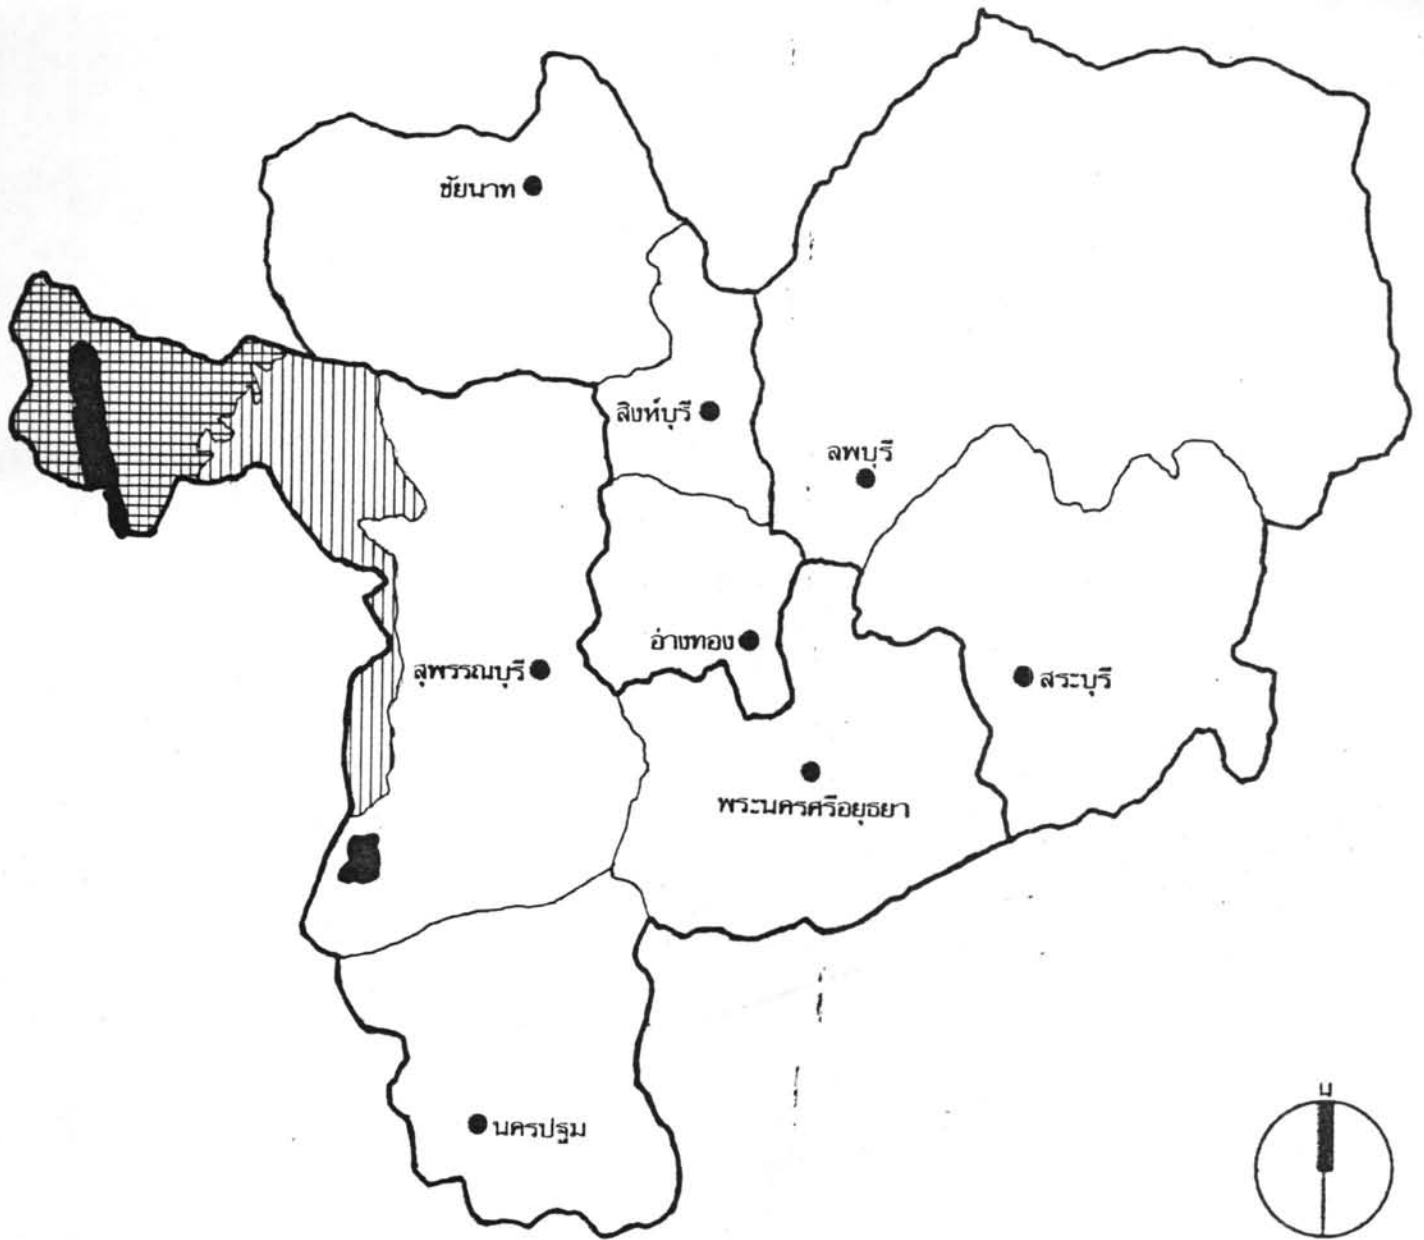 ชัยนาท
สิงห์บุรี
ลพบุรี
อ่างทอง
สุพรรณบุรี
สระบุรี
พระนครศรีอยุธยา
นครปฐม
น